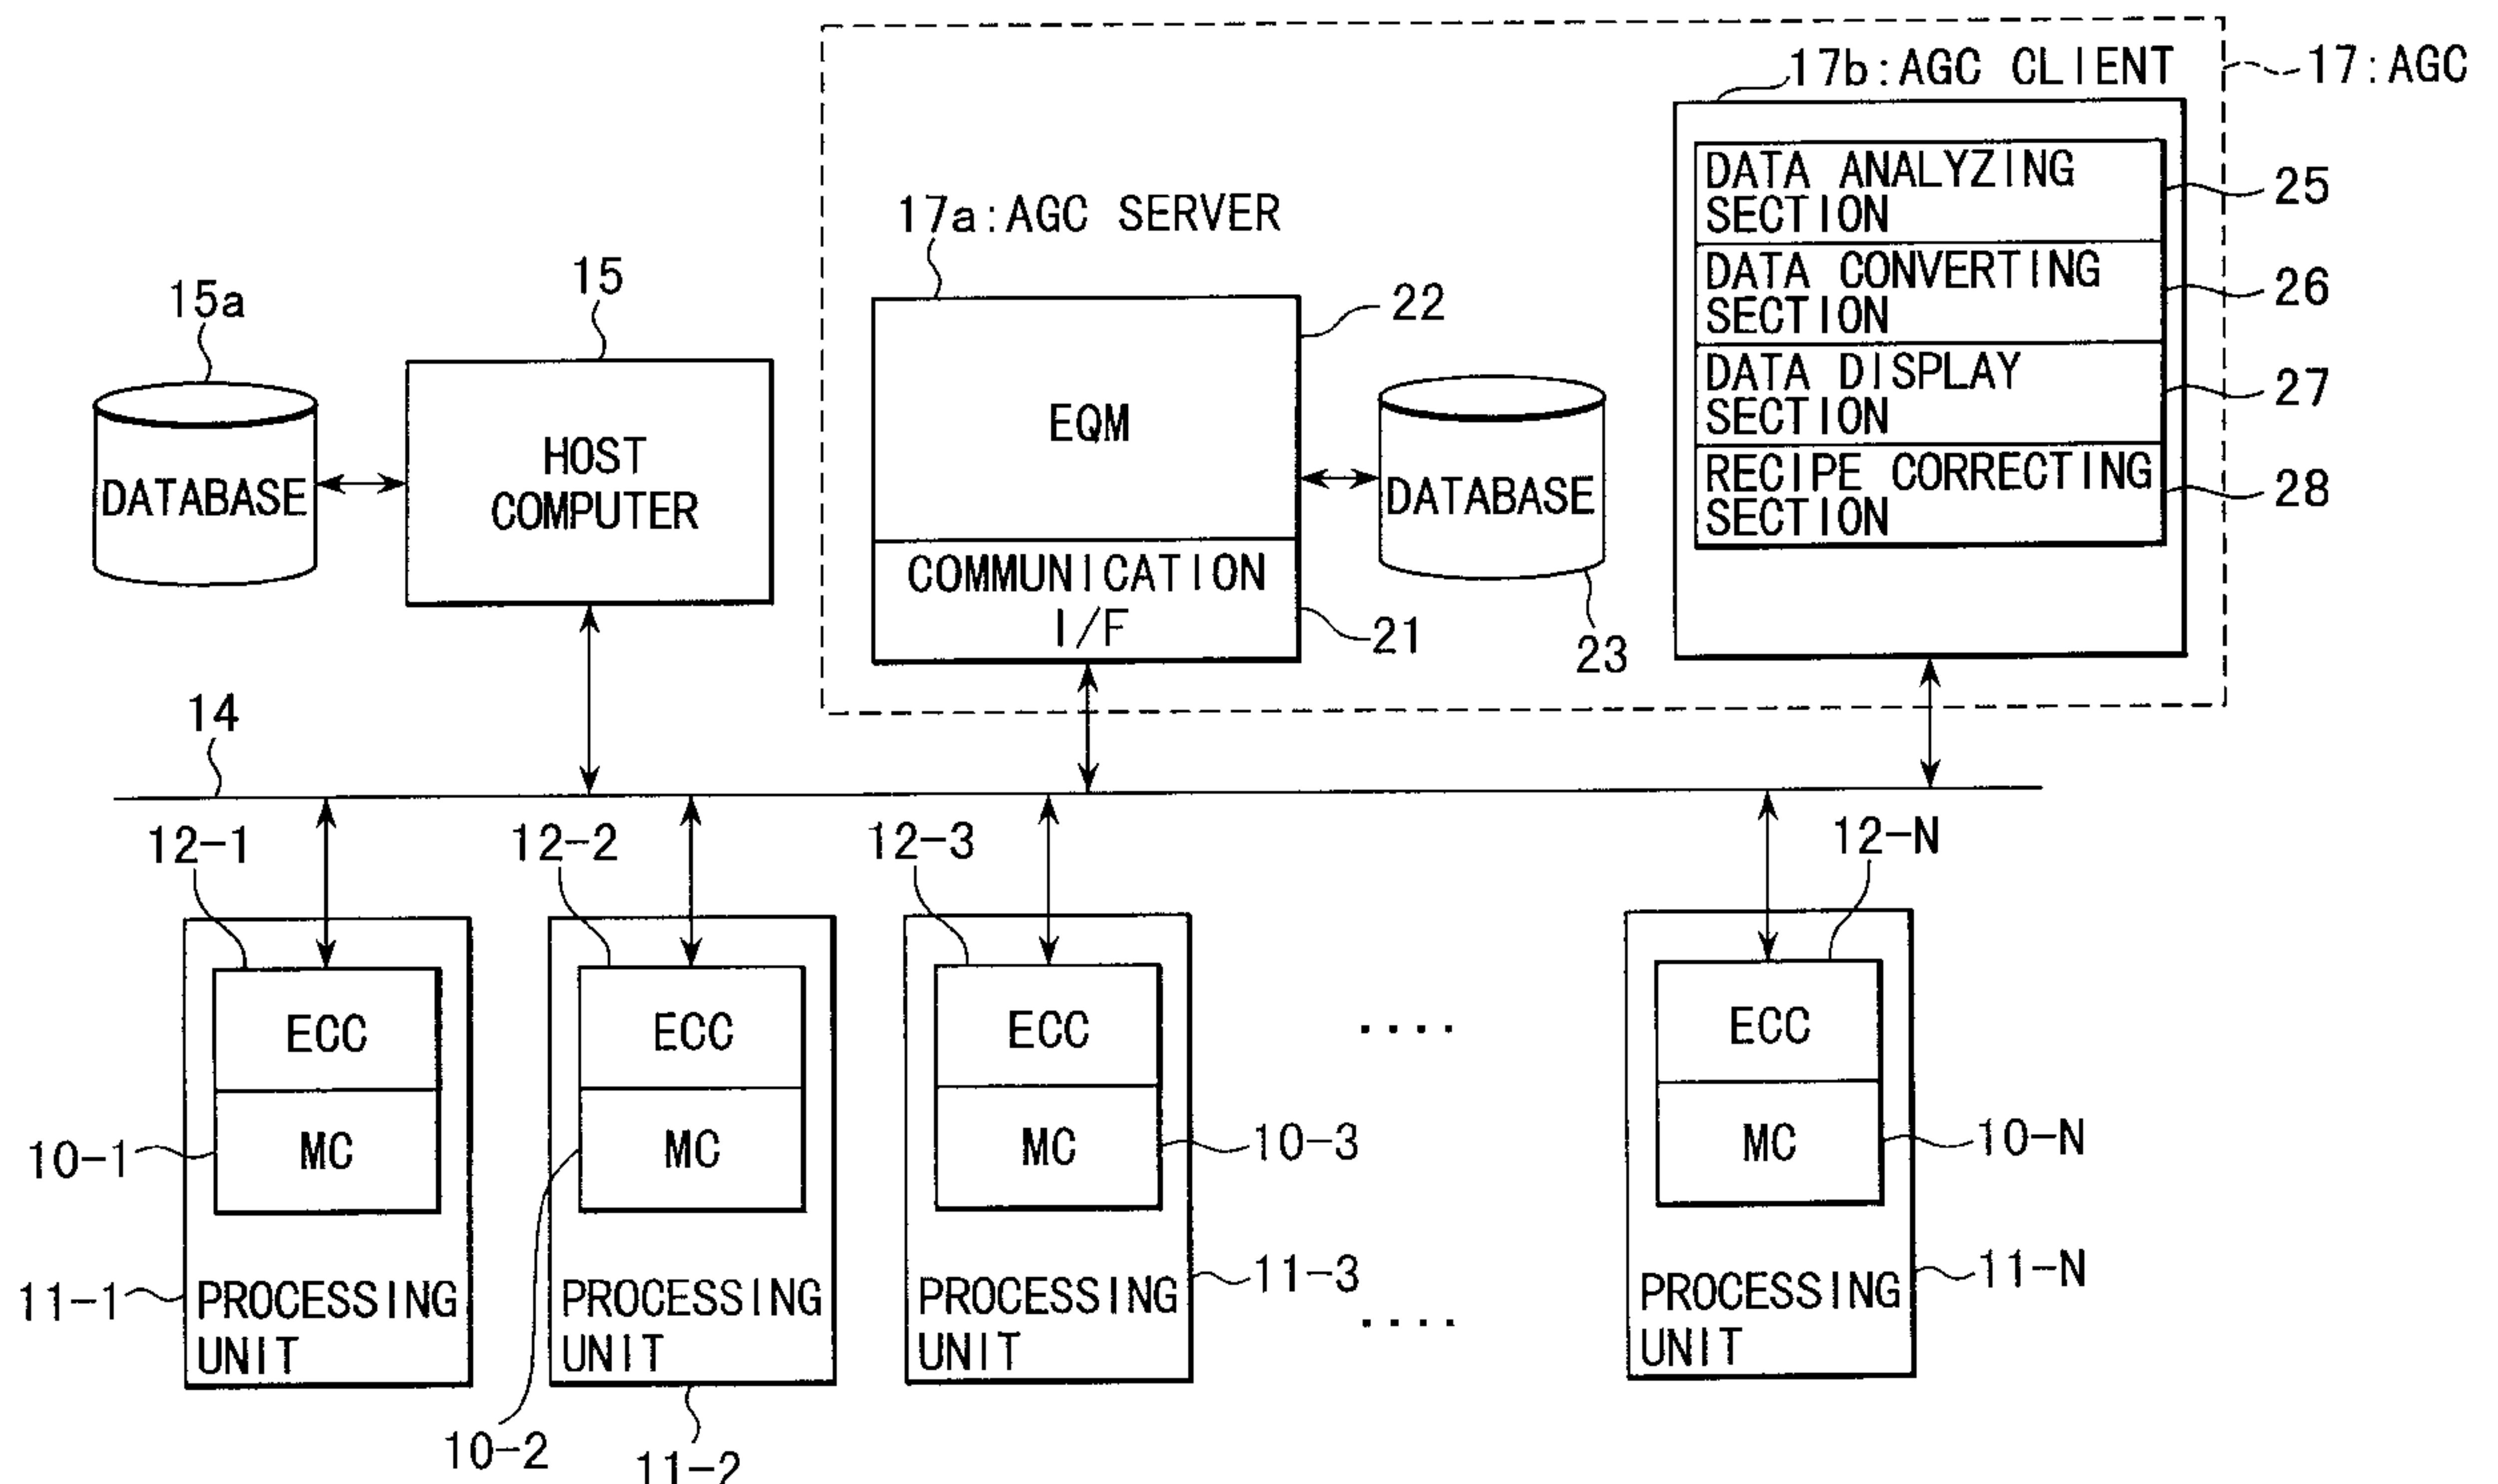 17b:AGC CLIENT
17:AGC
DATA ANALYZING
SECTION
25
DATA CONVERTING
SECTION
26
DATA DISPLAY
SECTION
27
RECIPE CORRECTING
SECTION
28
17a:AGC SERVER
22
EQM
COMMUNICATION
I/F
21
DATABASE
23
15a
DATABASE
15
HOST
COMPUTER
14
12-1
12-2
12-3
12-N
ECC
MC
10-1
PROCESSING
UNIT
11-1
ECC
MC
10-2
PROCESSING
UNIT
11-2
ECC
MC
10-3
PROCESSING
UNIT
11-3
....
....
ECC
MC
10-N
PROCESSING
UNIT
11-N